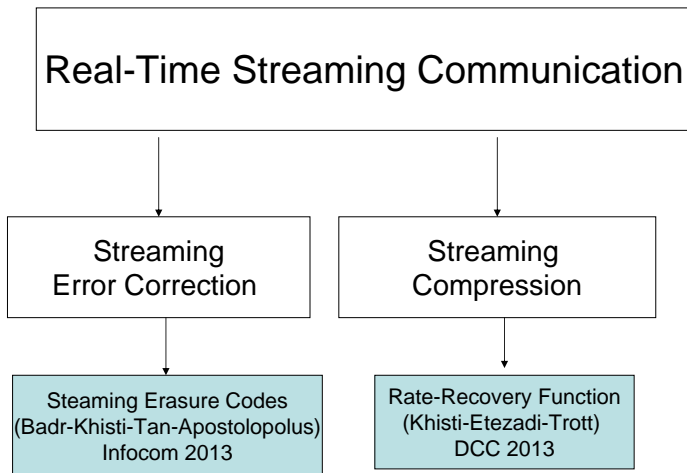 Real-Time Streaming Communication
Streaming
Error Correction
Streaming
Compression
Steaming Erasure Codes
(Badr-Khisti-Tan-Apostolopolus)
Infocom 2013
Rate-Recovery Function
(Khisti-Etezadi-Trott)
DCC 2013